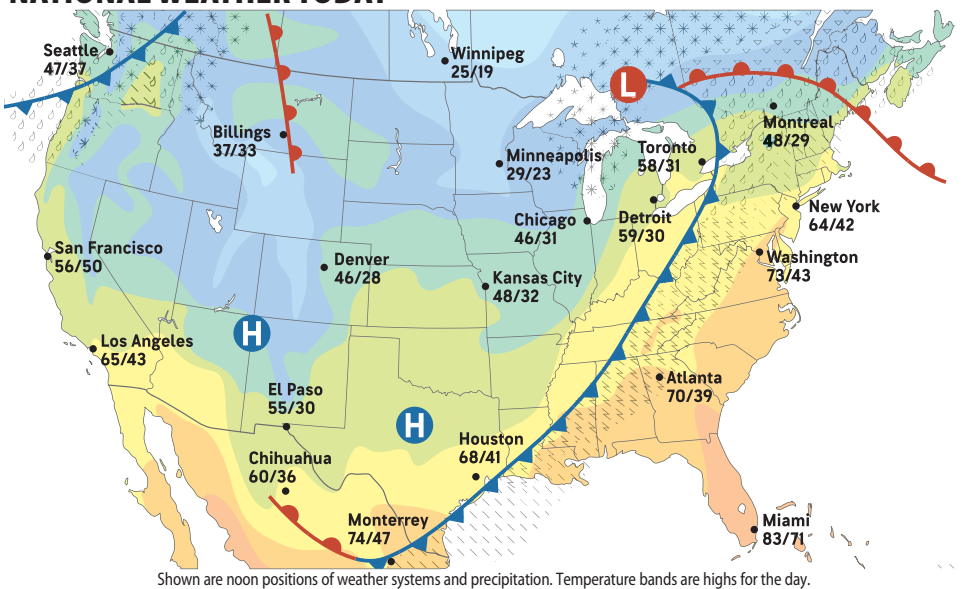 NATIONAL WEATHER TODAY
Seattle
47/37
Winnipeg
25/19
L
Billings
37/33
Minneapolis
29/23
Toronto
58/31
Montreal
48/29
Chicago
46/31
Detroit
59/30
New York
64/42
San Francisco
56/50
Denver
46/28
Kansas City
48/32
Washington
73/43
H
Los Angeles
65/43
Atlanta
70/39
El Paso
55/30
H
Houston
68/41
Chihuahua
60/36
Monterrey
74/47
Miami
83/71
Shown are noon positions of weather systems and precipitation. Temperature bands are highs for the day.